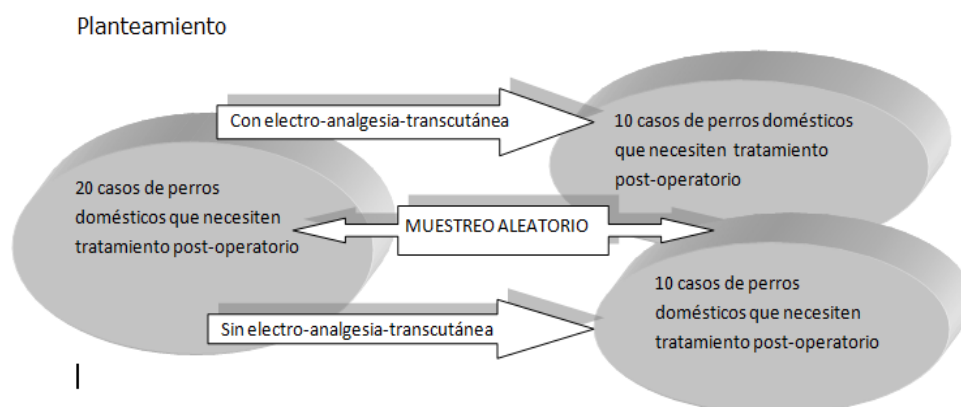 Planteamiento
Con electro-analgesia-transcutánea
10 casos de perros domésticos
que necesiten tratamiento
post-operatorio
20 casos de perros
domésticos que necesiten
tratamiento post-operatorio
MUESTREO ALEATORIO
10 casos de perros
domésticos que necesiten
tratamiento post-operatorio
Sin electro-analgesia-transcutánea